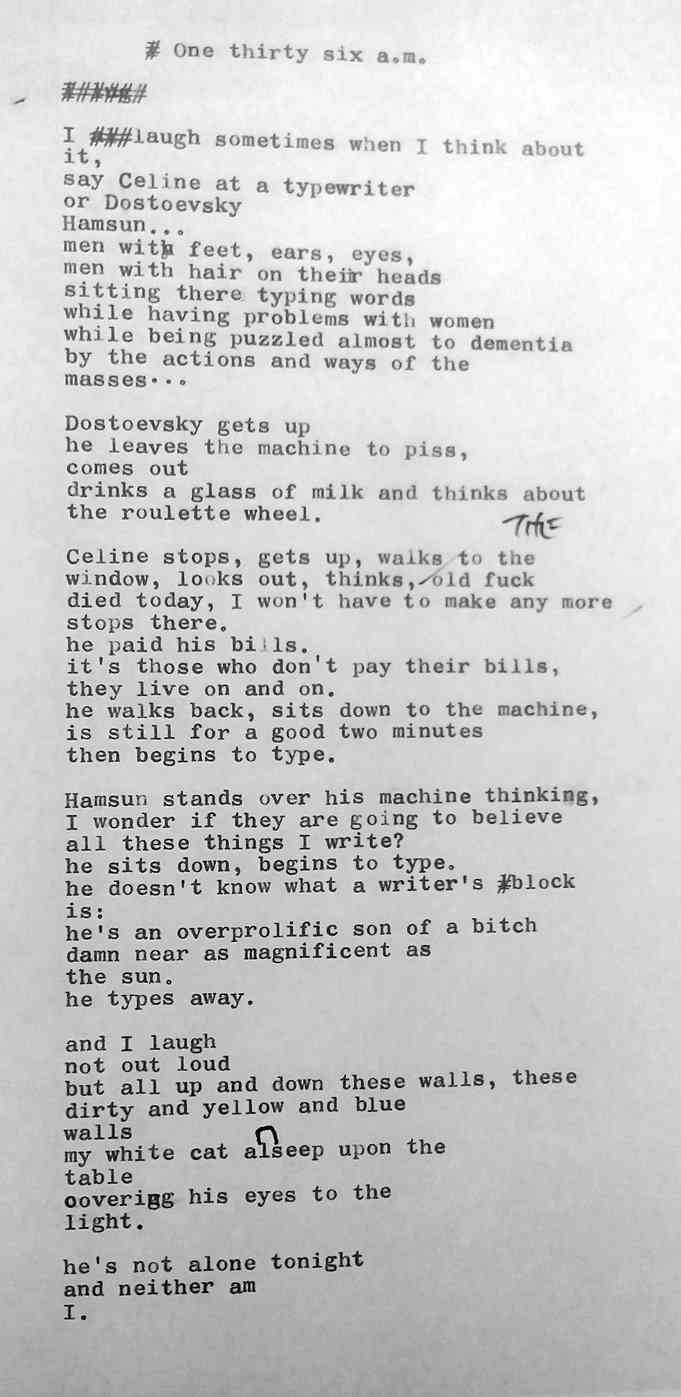 # One thirty six a.m.
######
I ###laugh sometimes when I think about
it,
say Celine at a typewriter
or Dostoevsky
Hamsun...
men with feet, ears, eyes,
men with hair on their heads
sitting there typing words
while having problems with women
while being puzzled almost to dementia
by the actions and ways of the
masses...
Dostoevsky gets up
he leaves the machine to piss,
comes out
drinks a glass of milk and thinks about
the roulette wheel.
THE
Celine stops, gets up, walks to the
window, looks out, thinks, old fuck
died today, I won't have to make any more
stops there.
he paid his bills.
it's those who don't pay their bills,
they live on and on.
he walks back, sits down to the machine,
is still for a good two minutes
then begins to type.
Hamsun stands over his machine thinking,
I wonder if they are going to believe
all these things I write?
he sits down, begins to type.
he doesn't know what a writer's #block
is:
he's an overprolific son of a bitch
damn near as magnificent as
the sun.
he types away.
and I laugh
not out loud
but all up and down these walls, these
dirty and yellow and blue
walls
my white cat alseep upon the
table
coverigg his eyes to the
light.
he's not alone tonight
and neither am
I.